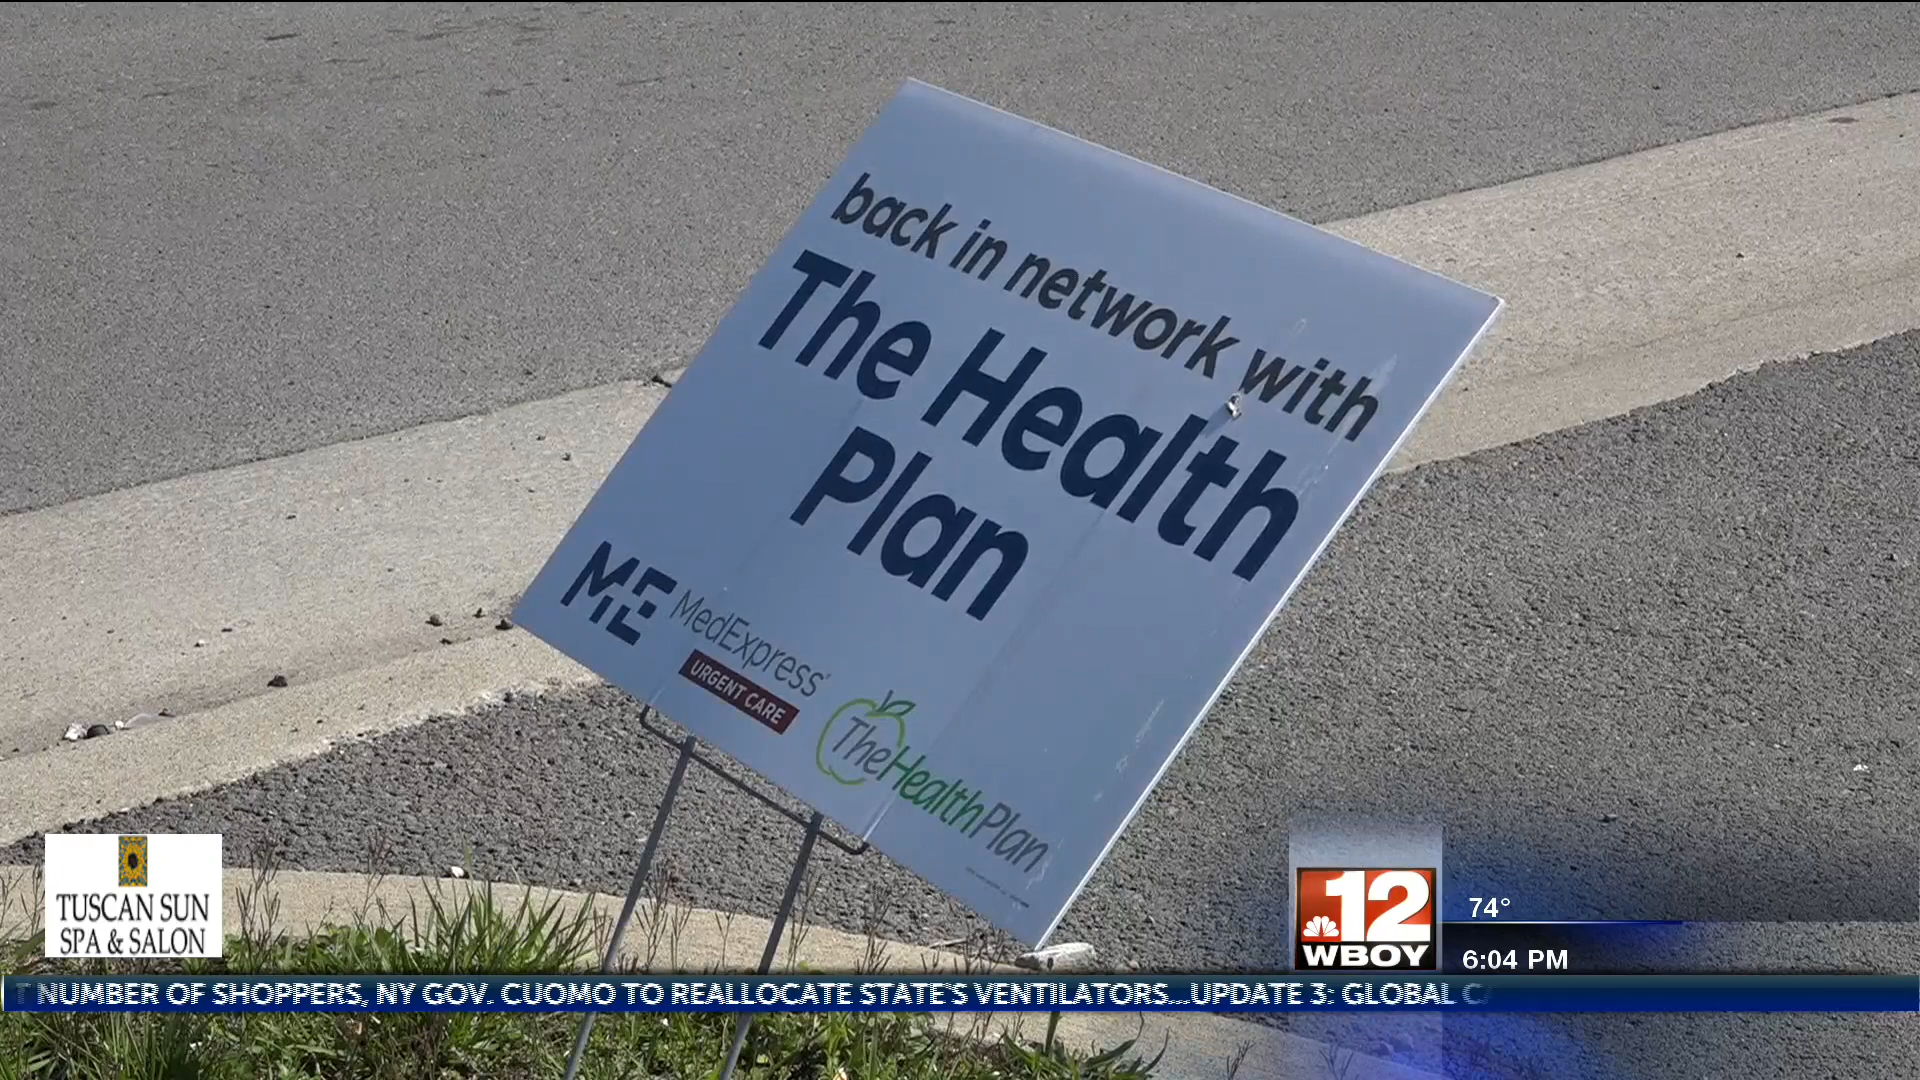 back in network with
The Health
Plan
ME MedExpress
URGENT CARE
TheHealthPlan
TUSCAN SUN
SPA & SALON
12
WBOY
74°
6:04 PM
T NUMBER OF SHOPPERS, NY GOV. CUOMO TO REALLOCATE STATE'S VENTILATORS...UPDATE 3: GLOBAL